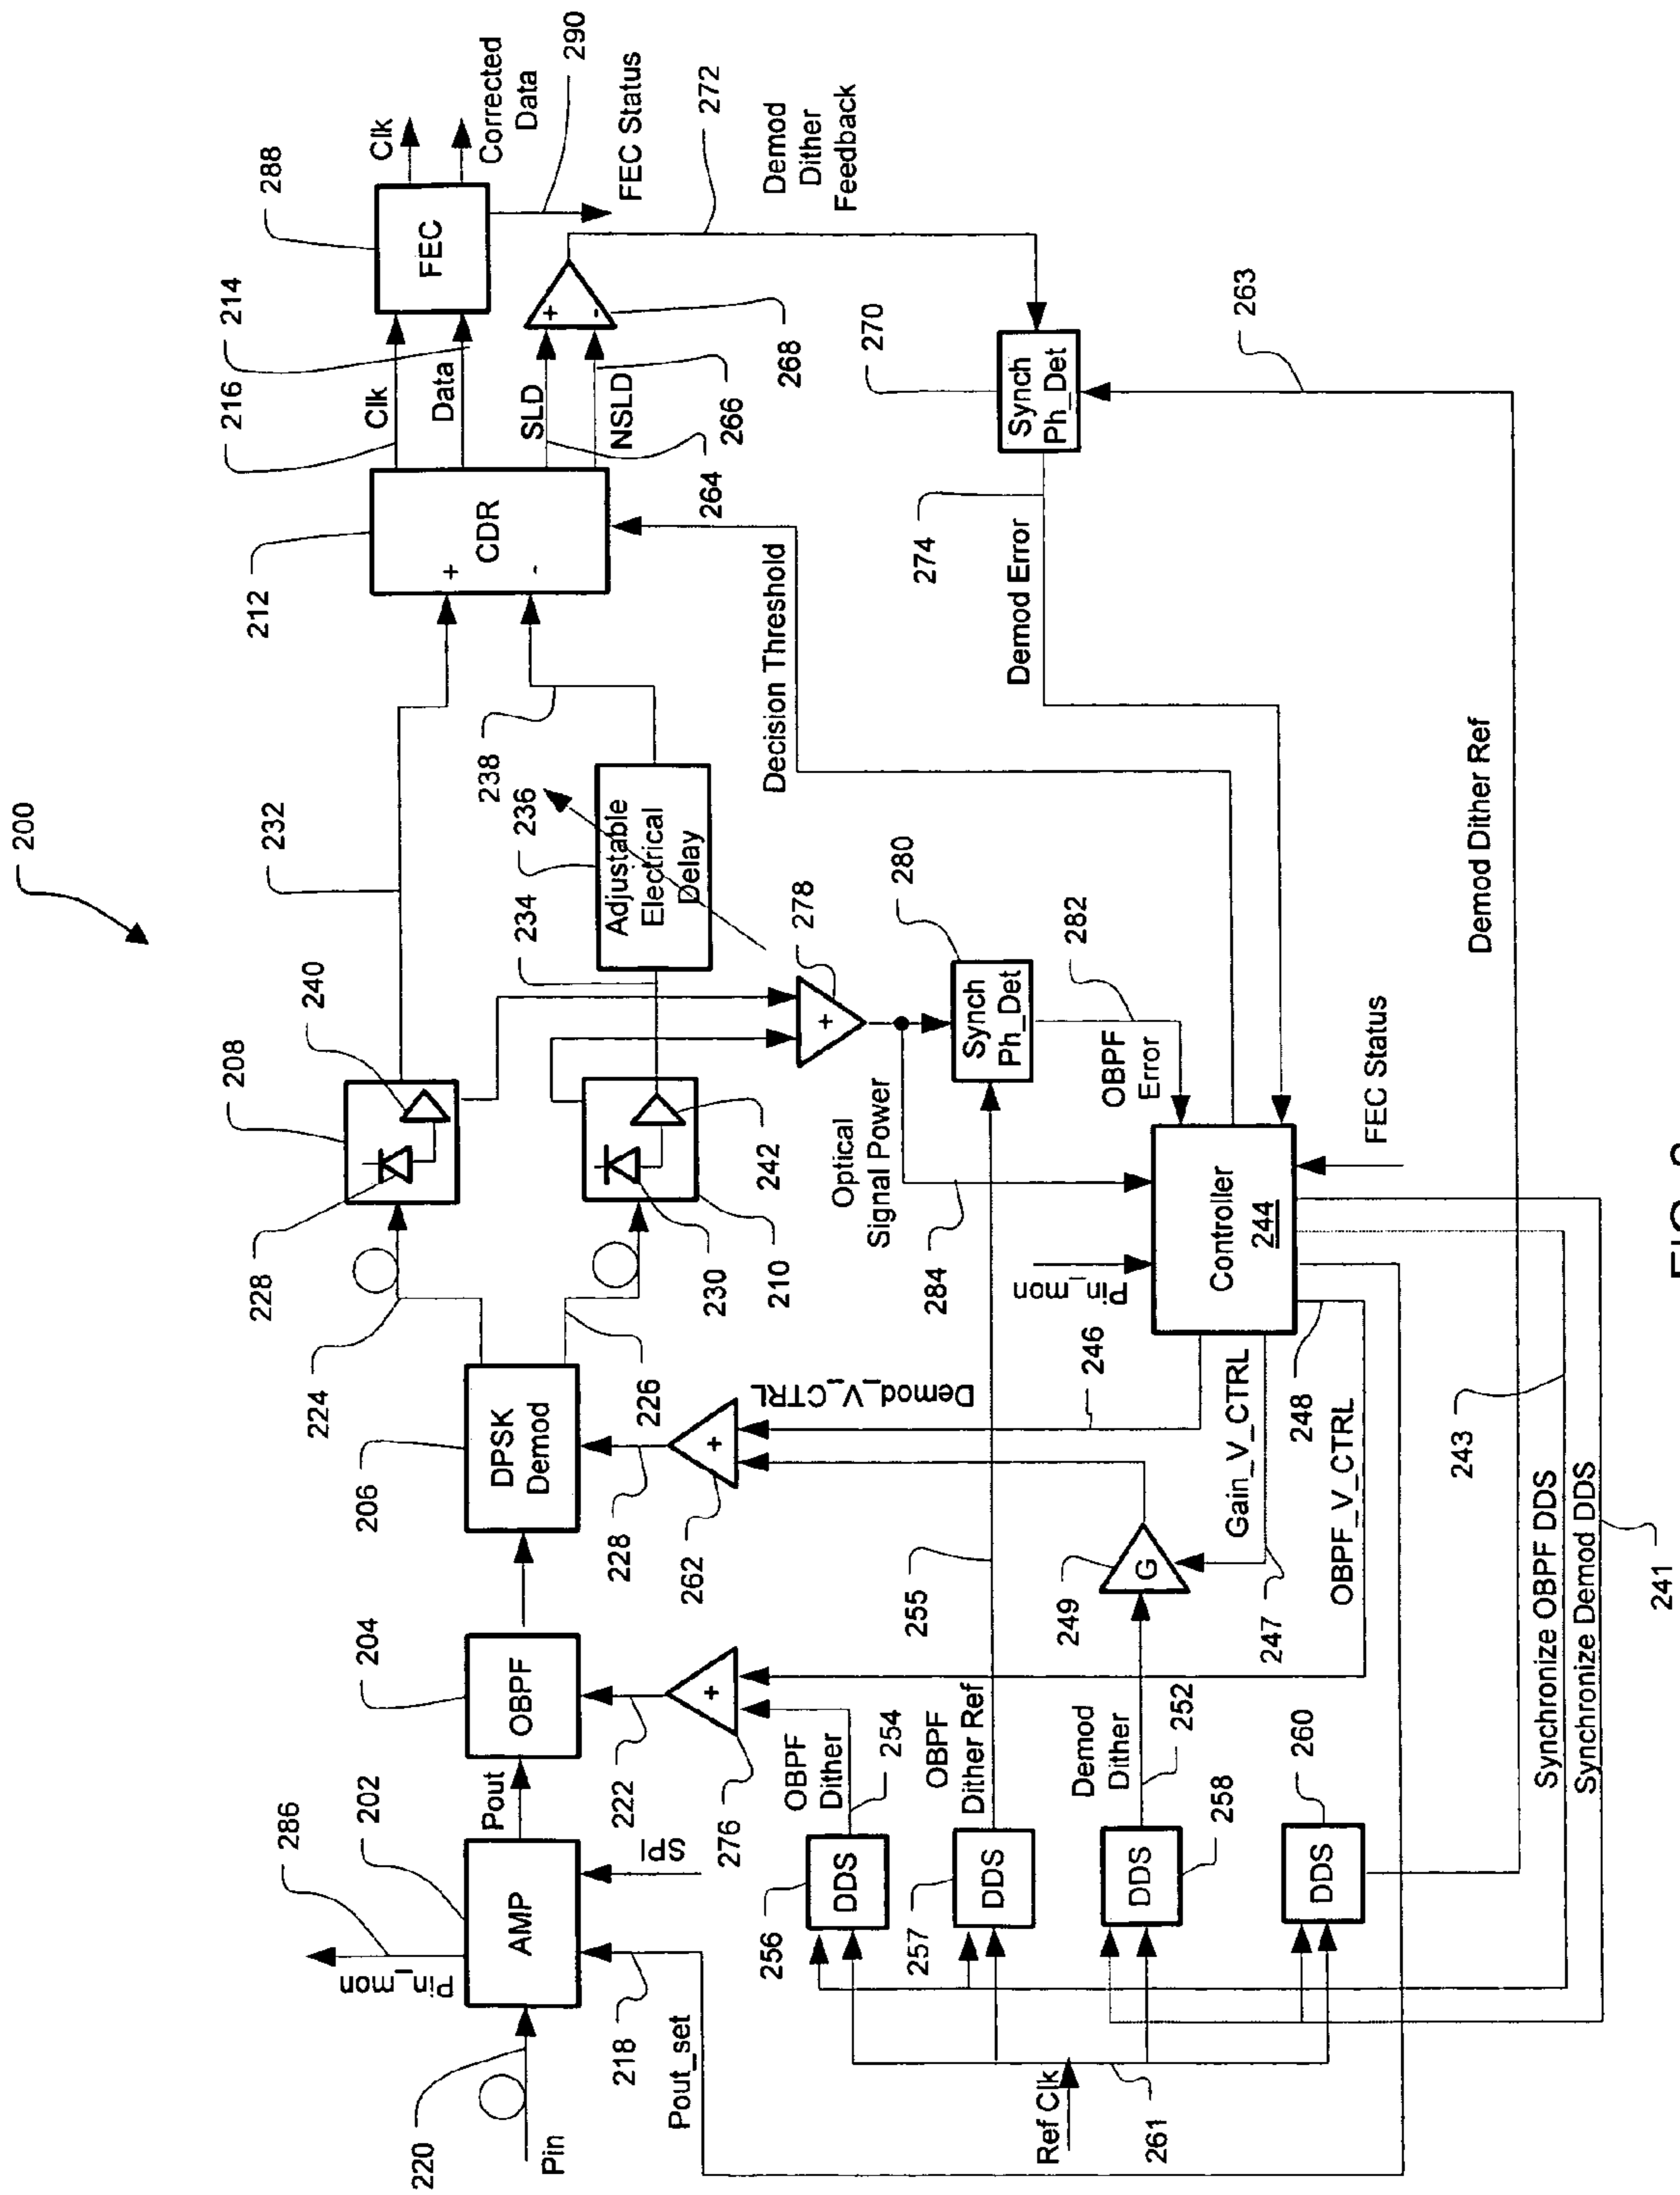 200
286
Pin_mon
202
AMP
220
Pin
218
Pout_set
Pout
SPI
204
OBPF
222
276
206
DPSK
Demod
228
262
224
226
228
208
240
230
210
242
232
234
236
Adjustable
Electrical
Delay
238
212
CDR
+
-
216
214
Clk
Data
SLD
NSLD
264
266
268
+
-
288
FEC
Clk
Corrected
Data
290
FEC Status
272
Demod
Dither
Feedback
270
Synch
Ph_Det
263
274
Demod Error
Decision Threshold
278
+
280
Synch
Ph_Det
282
OBPF
Error
Optical
Signal Power
284
Pin_mon
Controller
244
FEC Status
246
Demod_V_CTRL
+
+
Gain_V_CTRL
247
248
OBPF_V_CTRL
249
G
255
OBPF
Dither
254
256
DDS
OBPF
Dither Ref
257
DDS
Demod
Dither
252
258
DDS
260
DDS
Ref Clk
261
Demod Dither Ref
243
Synchronize OBPF DDS
Synchronize Demod DDS
241